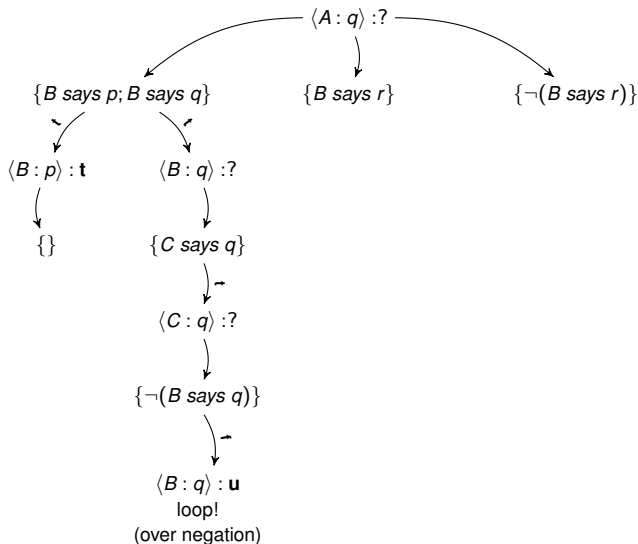 ⟨A : q⟩ :?
{B says p; B says q}
{B says r}
{¬(B says r)}
⟨B : p⟩ : t
⟨B : q⟩ :?
{}
{C says q}
⟨C : q⟩ :?
{¬(B says q)}
⟨B : q⟩ : u
loop!
(over negation)